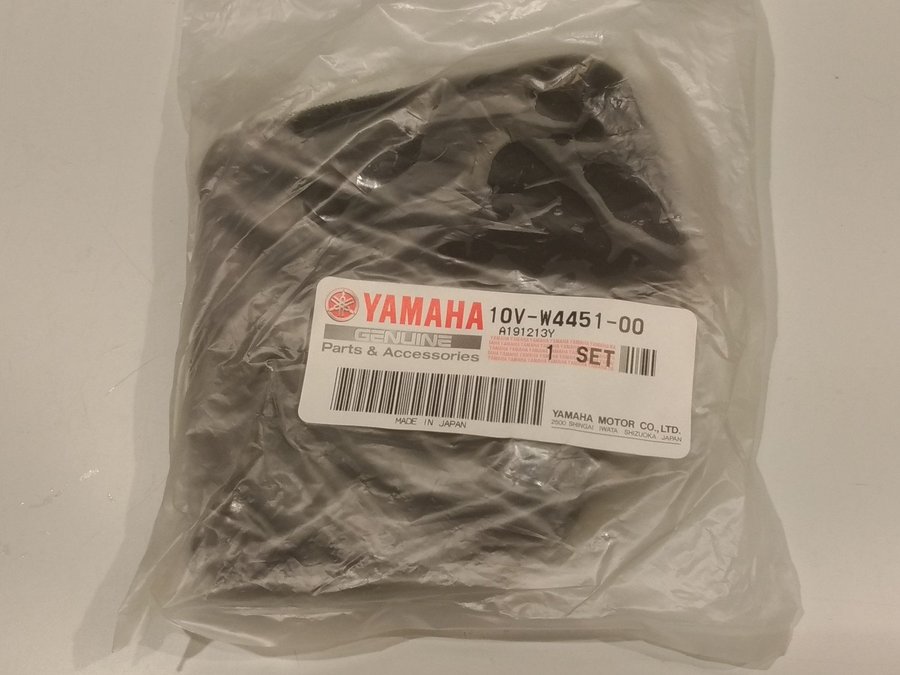 YAMAHA 10V-W4451-00
A191213Y
GENUINE
Parts & Accessories
1 SET
MADE IN JAPAN
YAMAHA MOTOR CO.,LTD.
2500 SHINGAI IWATA SHIZUOKA JAPAN